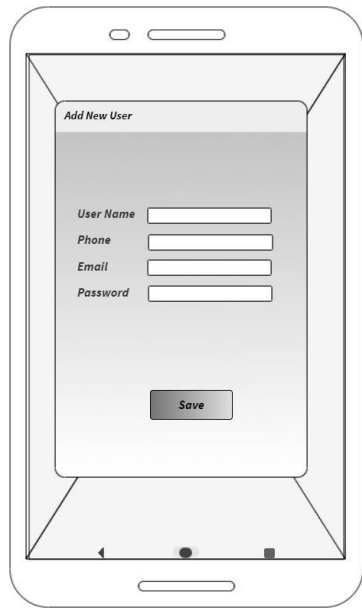 Add New User
User Name
Phone
Email
Password
Save